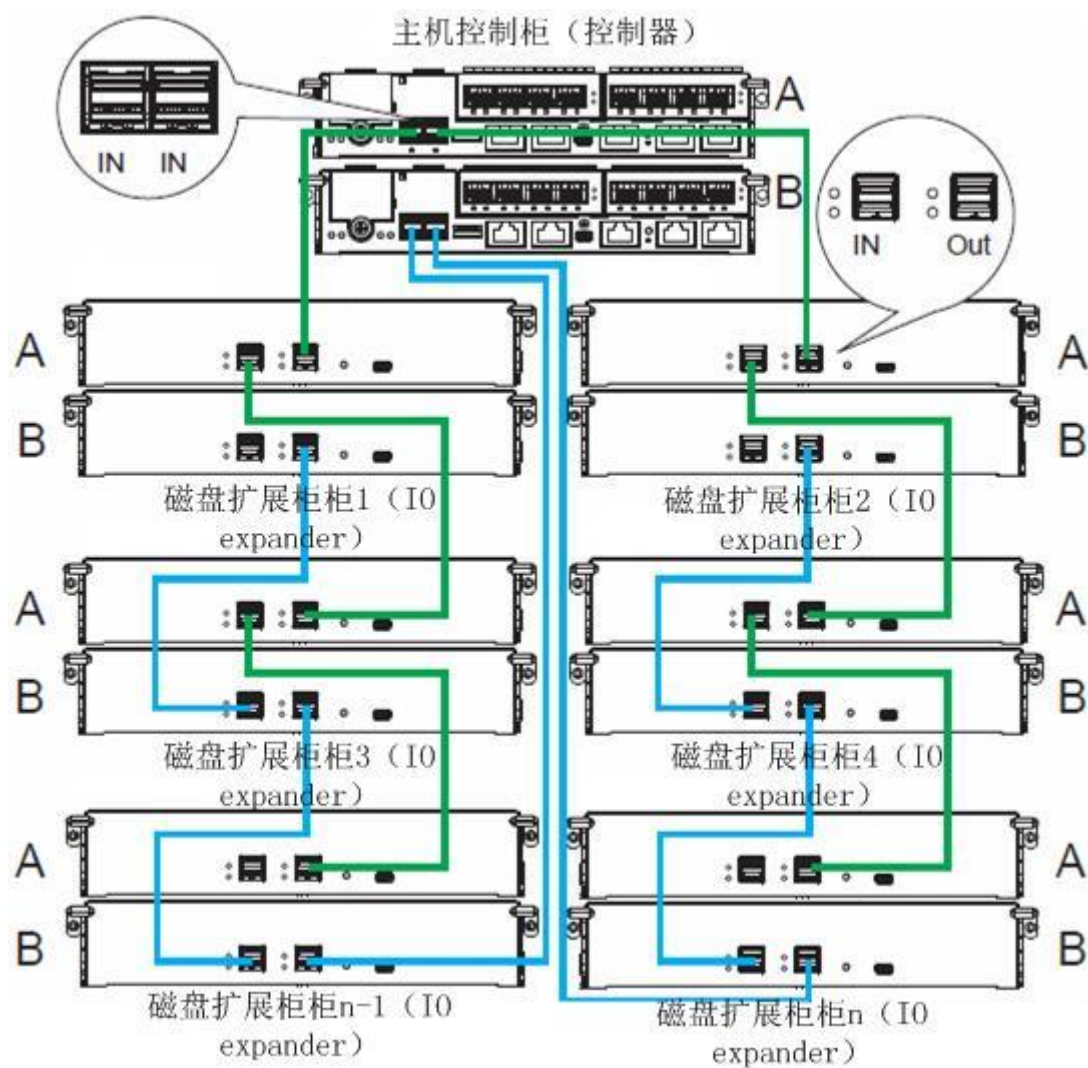 主机控制柜（控制器）
A
IN IN
B
IN Out
A
A
B
B
磁盘扩展柜柜1（IO
expander）
磁盘扩展柜柜2（IO
expander）
A
A
B
B
磁盘扩展柜柜3（IO
expander）
磁盘扩展柜柜4（IO
expander）
A
A
B
B
磁盘扩展柜柜n-1（IO
expander）
磁盘扩展柜柜n（IO
expander）